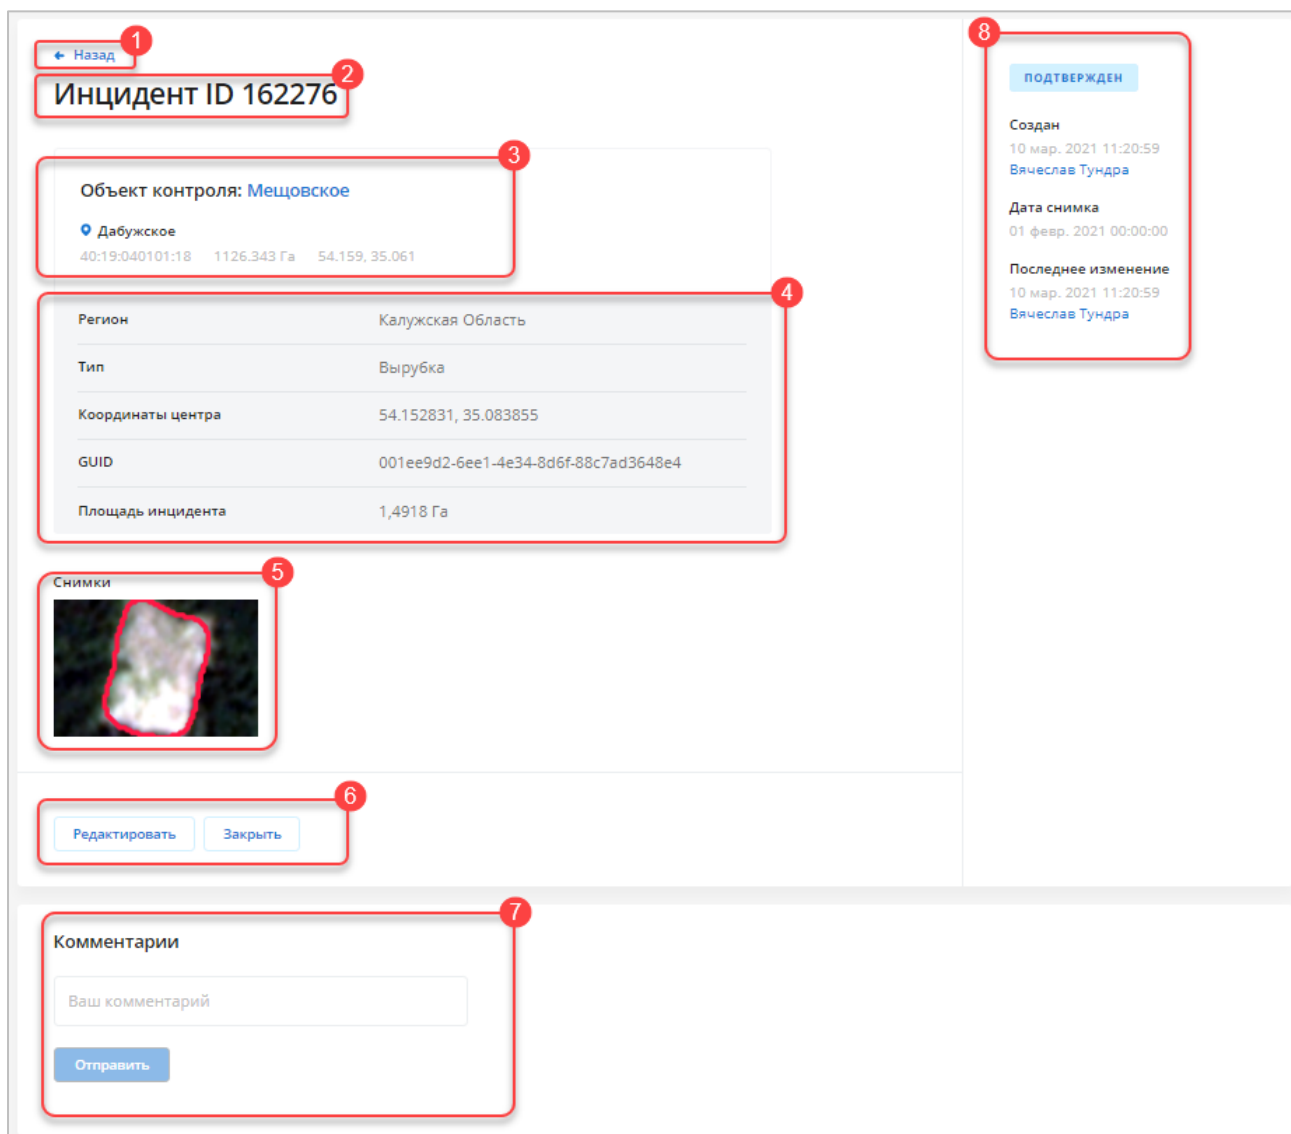 1
← Назад
2
Инцидент ID 162276
3
Объект контроля: Мещовское
Дабужское
40:19:040101:18 1126.343 Га 54.159, 35.061
4
Регион Калужская Область
Тип Вырубка
Координаты центра 54.152831, 35.083855
GUID 001ee9d2-6ee1-4e34-8d6f-88c7ad3648e4
Площадь инцидента 1,4918 Га
5
Снимки
6
Редактировать Закрыть
7
Комментарии
Ваш комментарий
Отправить
8
ПОДТВЕРЖДЕН
Создан
10 мар. 2021 11:20:59
Вячеслав Тундра
Дата снимка
01 февр. 2021 00:00:00
Последнее изменение
10 мар. 2021 11:20:59
Вячеслав Тундра